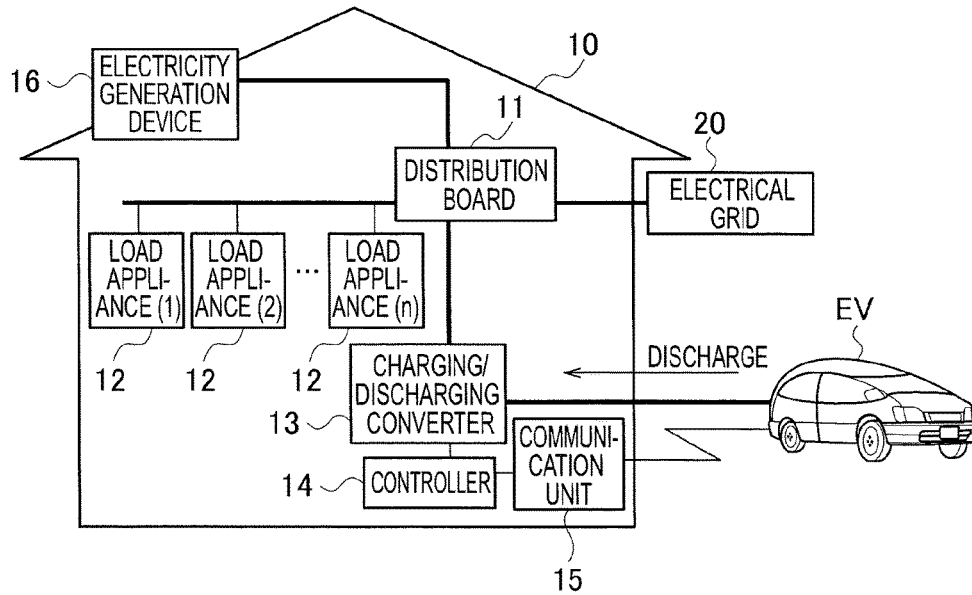 16
ELECTRICITY
GENERATION
DEVICE
10
11
DISTRIBUTION
BOARD
20
ELECTRICAL
GRID
LOAD
APPLI-
ANCE (1)
LOAD
APPLI-
ANCE (2)
...
LOAD
APPLI-
ANCE (n)
12
12
12
EV
DISCHARGE
CHARGING/
DISCHARGING
CONVERTER
13
COMMUNI-
CATION
UNIT
14
CONTROLLER
15